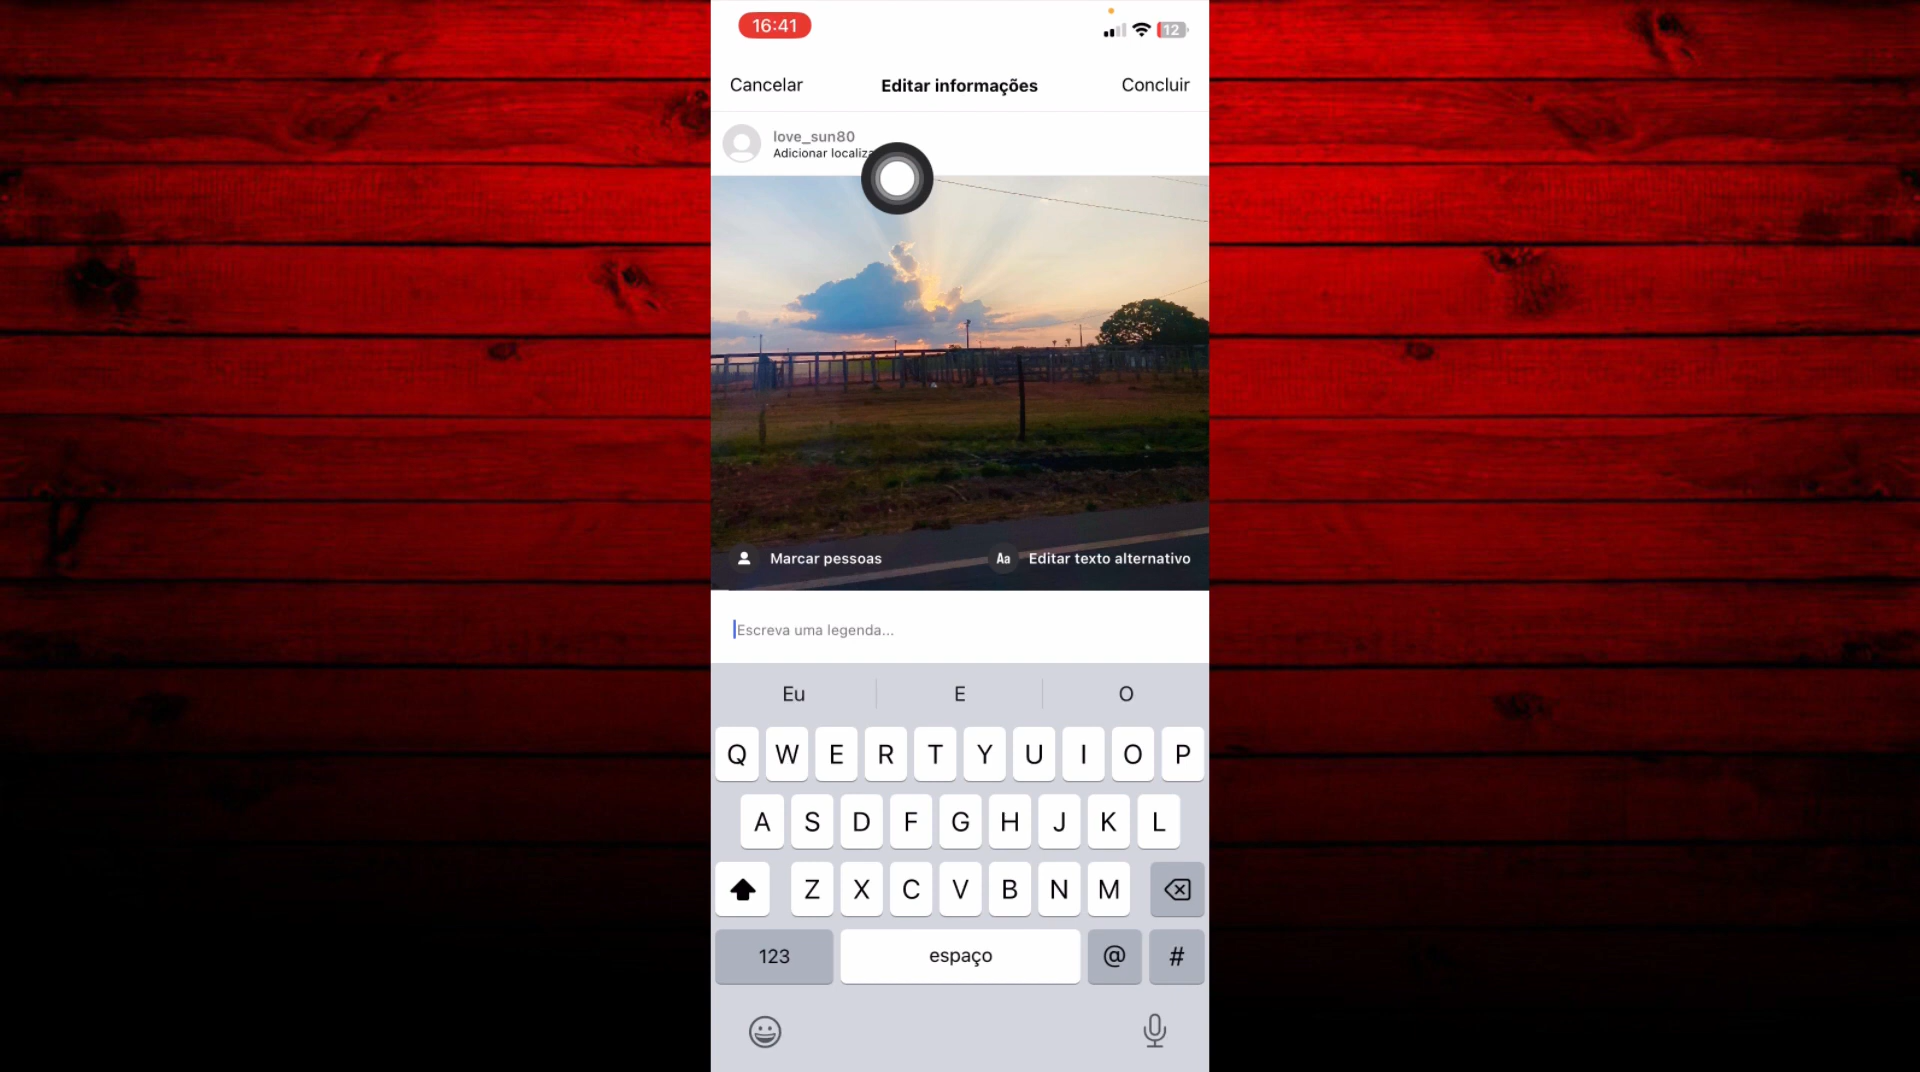 16:41
12
Cancelar
Editar informações
Concluir
love_sun80
Adicionar
Marcar pessoas
Aa Editar texto alternativo
Escreva uma legenda...
Eu E O
Q W E R T Y U I O P
A S D F G H J K L
Z X C V B N M
123 espaço @ #